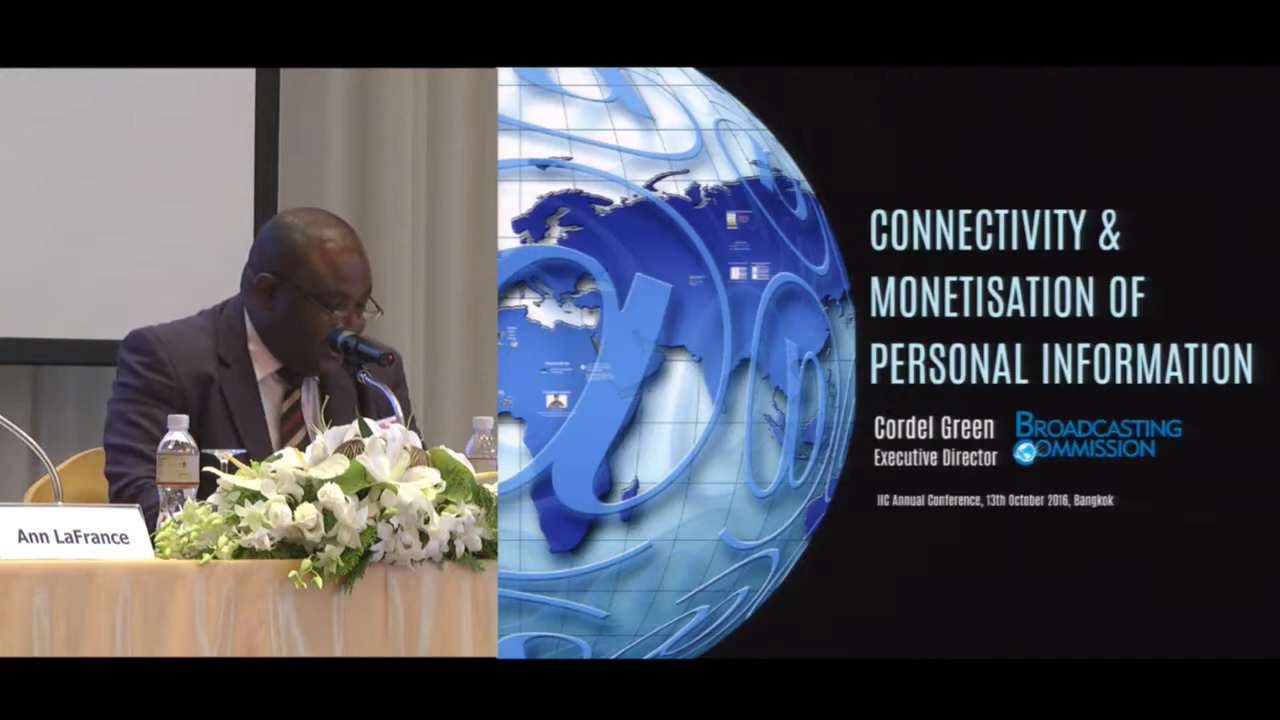 Ann LaFrance
CONNECTIVITY &
MONETISATION OF
PERSONAL INFORMATION
Cordel Green
Executive Director
BROADCASTING
COMMISSION
IIC Annual Conference, 13th October 2016, Bangkok